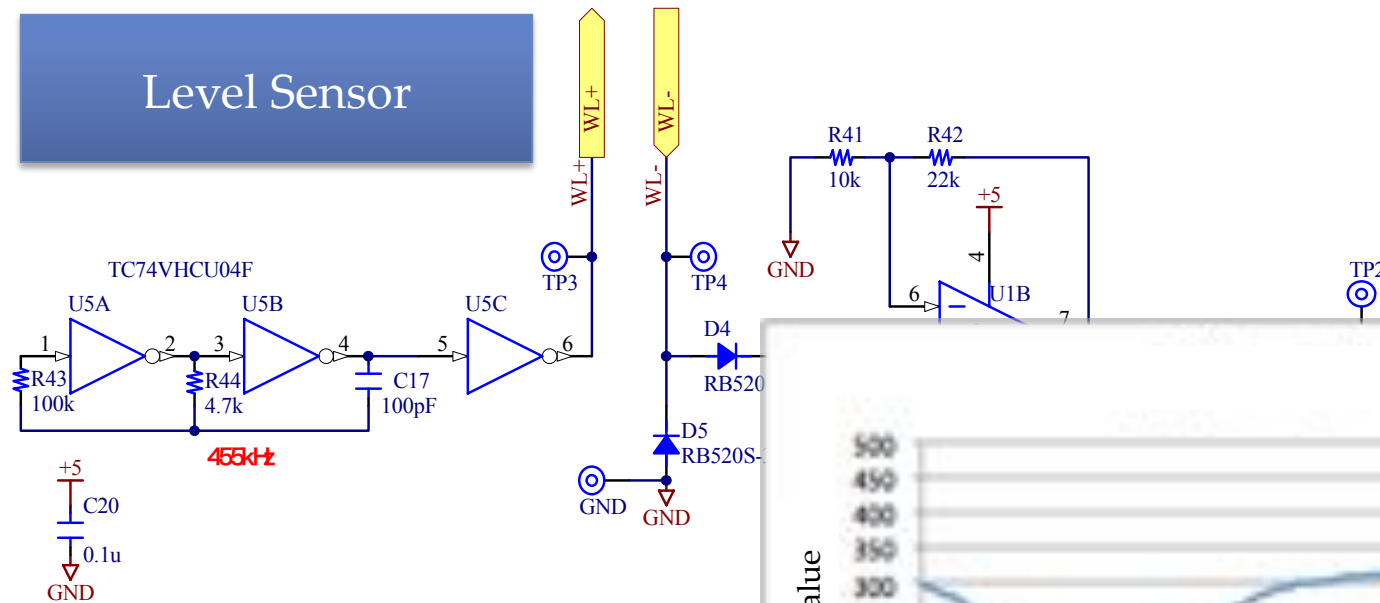 Level Sensor
WL+
WL-
WL+
WL-
R41
R42
10k
22k
+5
GND
4
TP3
TP4
TP2
TC74VHCU04F
U5A
U5B
U5C
6
U1B
7
1
2
3
4
5
6
D4
R43
R44
C17
RB520
100k
4.7k
100pF
D5
455kHz
RB520S-
+5
C20
GND
GND
0.1u
GND
500
450
400
350
300